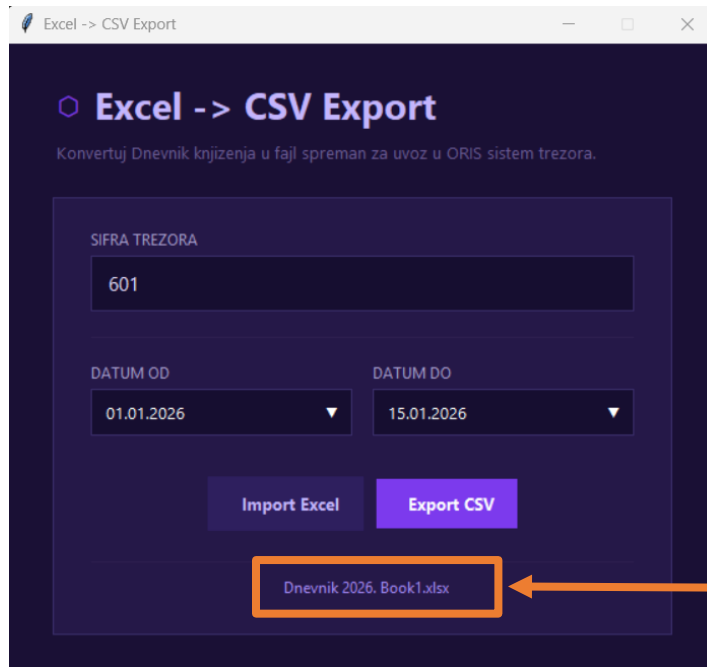 Excel -> CSV Export
Excel -> CSV Export
Konvertuj Dnevnik knjizenja u fajl spreman za uvoz u ORIS sistem trezora.
SIFRA TREZORA
601
DATUM OD DATUM DO
01.01.2026 15.01.2026
Import Excel Export CSV
Dnevnik 2026. Book1.xlsx